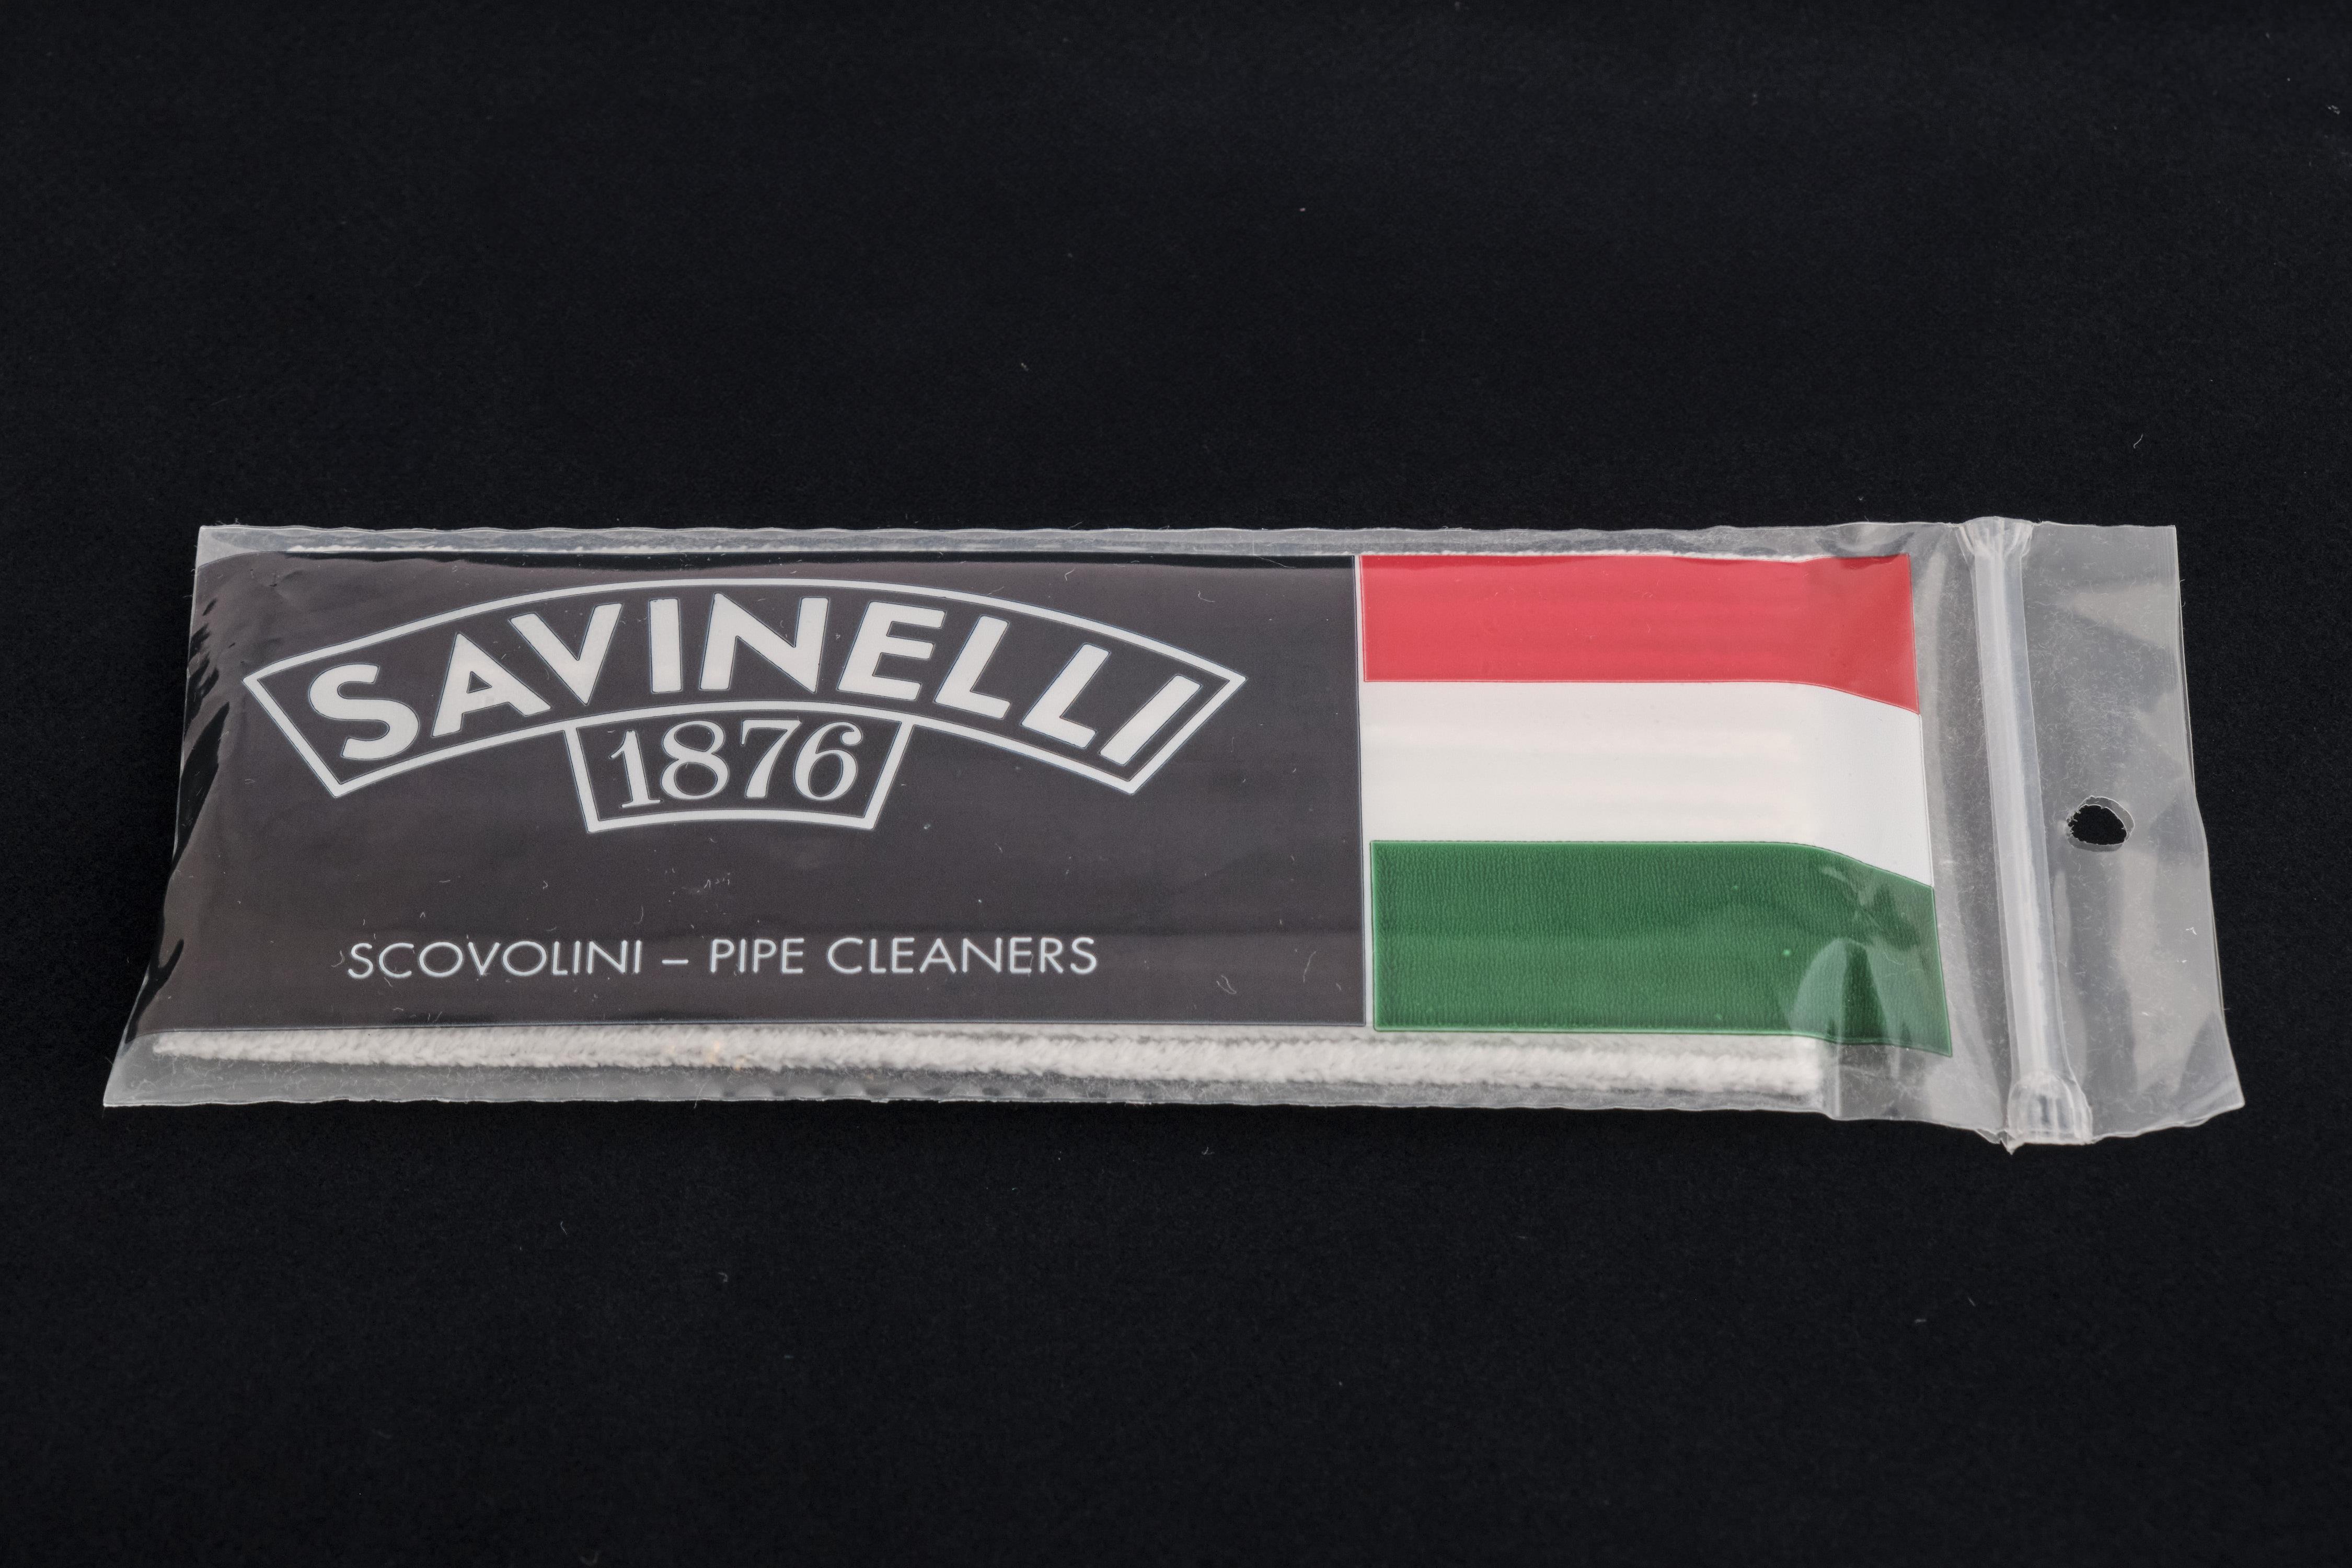 SAVINELLI
1876
SCOVOLINI – PIPE CLEANERS